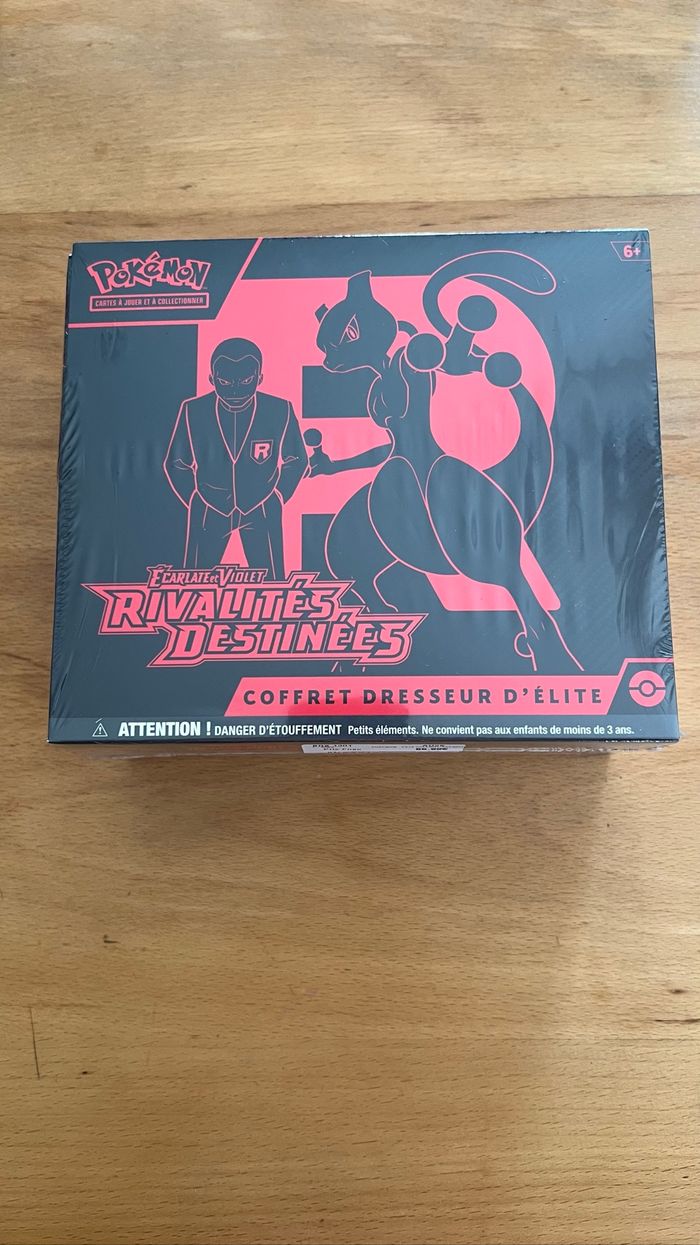 POKéMON
CARTES À JOUER ET À COLLECTIONNER
6+
R
ÉCARLATE ET VIOLET
RIVALITÉS
DESTINÉES
COFFRET DRESSEUR D'ÉLITE
ATTENTION ! DANGER D'ÉTOUFFEMENT Petits éléments. Ne convient pas aux enfants de moins de 3 ans.